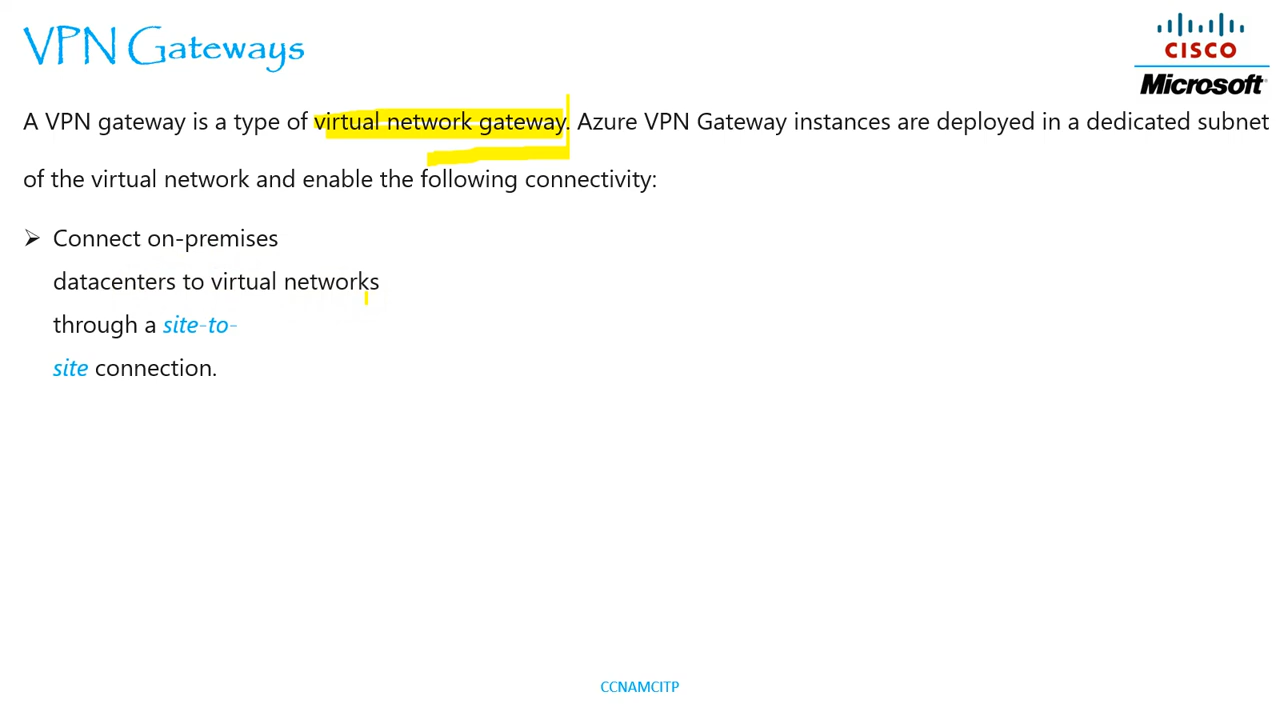 VPN Gateways
CISCO
Microsoft
A VPN gateway is a type of virtual network gateway. Azure VPN Gateway instances are deployed in a dedicated subnet
of the virtual network and enable the following connectivity:
➢ Connect on-premises
datacenters to virtual networks
through a site-to-
site connection.
CCNAMCITP